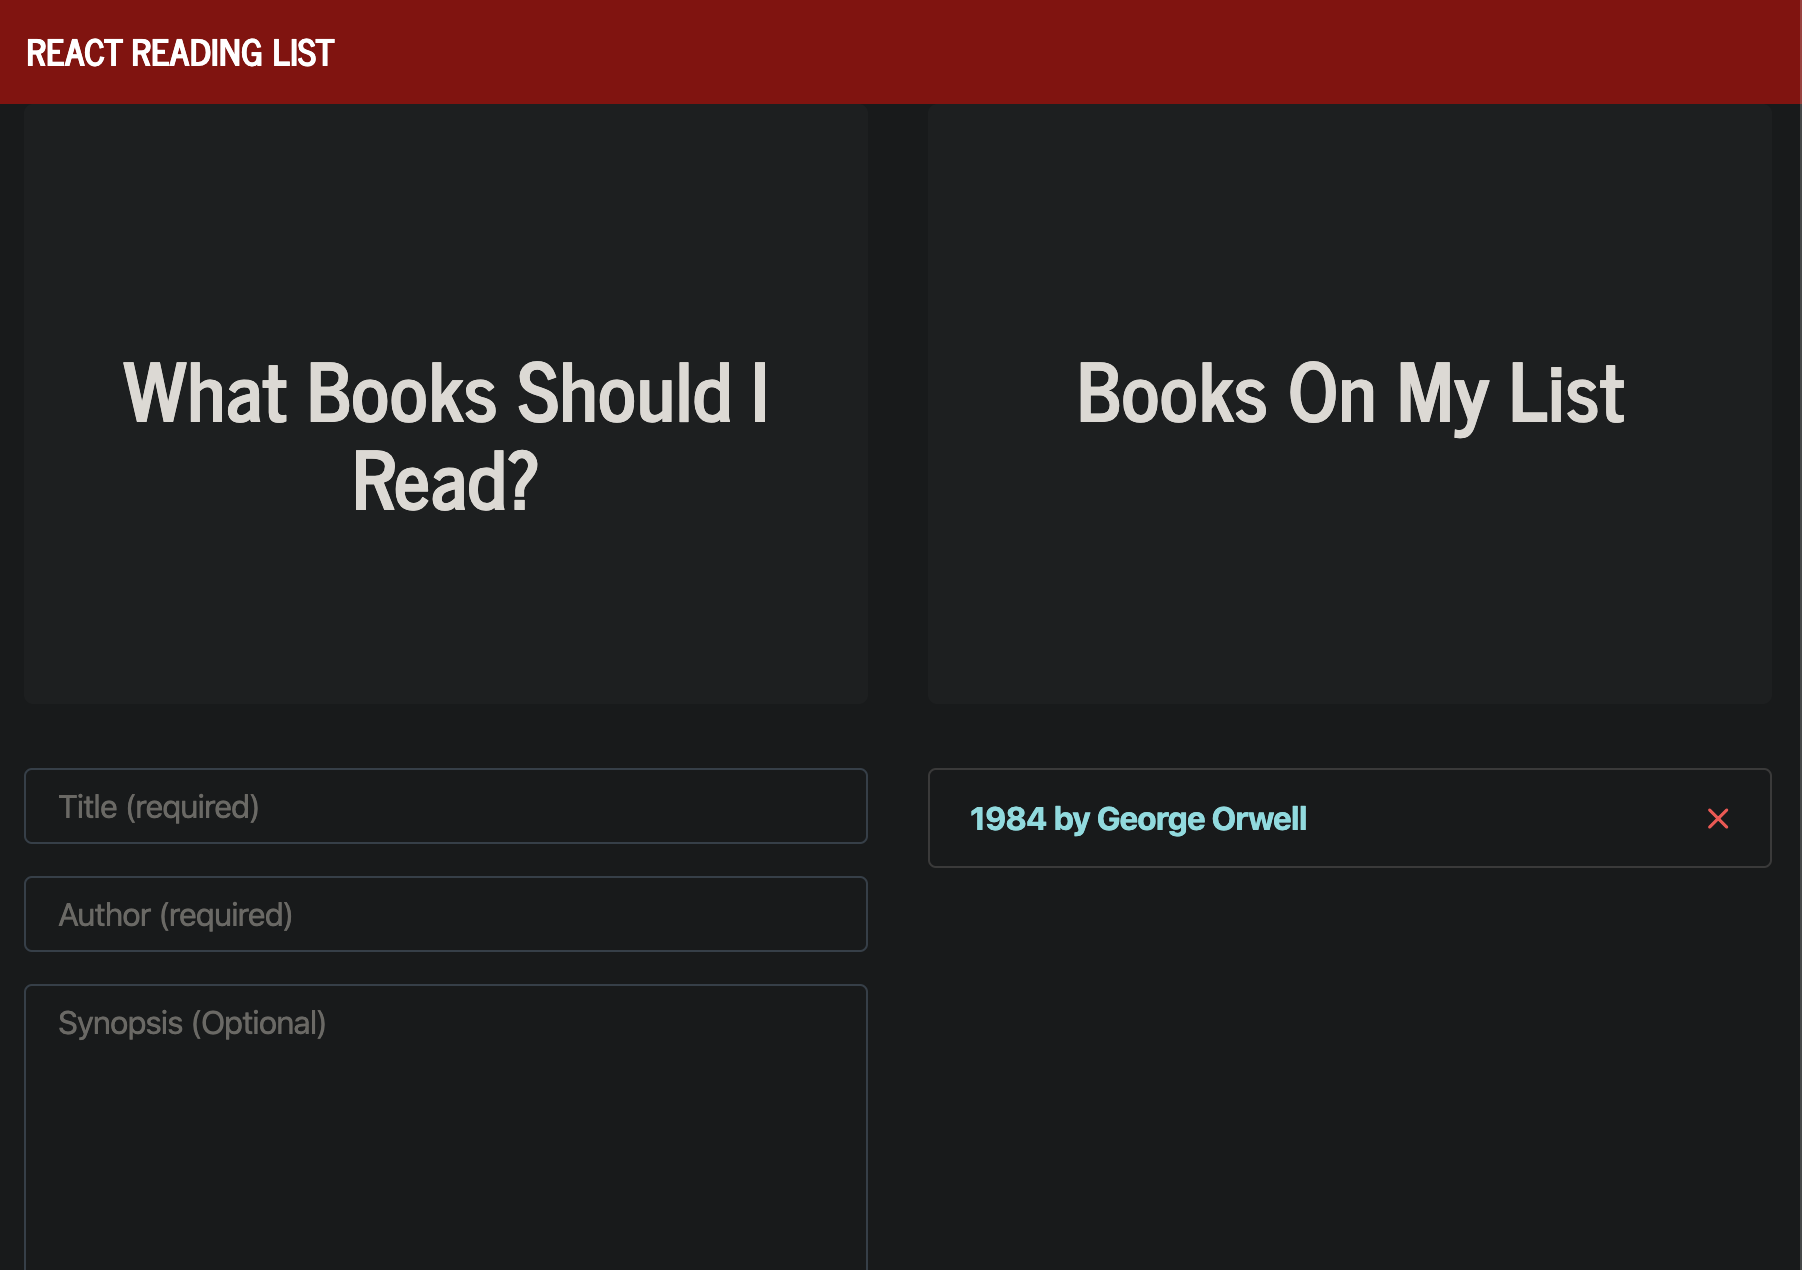 REACT READING LIST
What Books Should I
Read?
Title (required)
Author (required)
Synopsis (Optional)
Books On My List
1984 by George Orwell